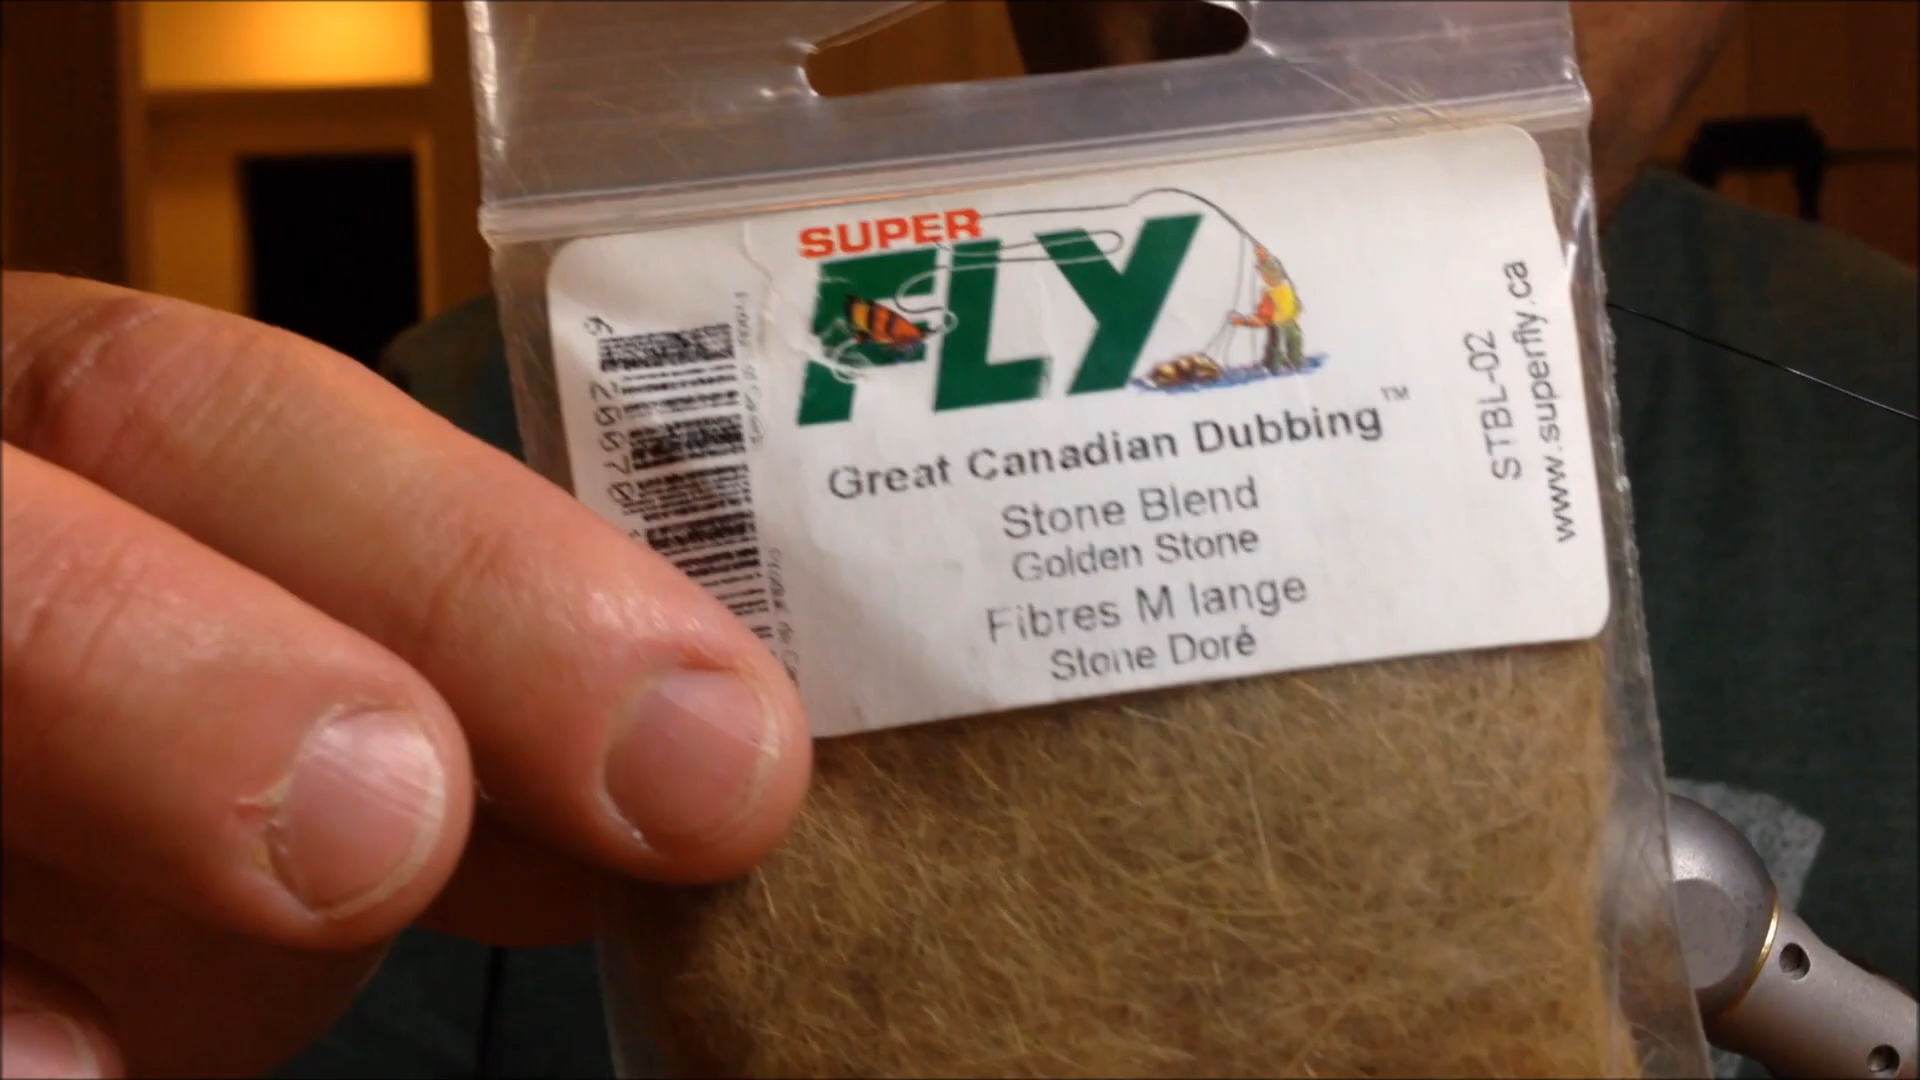 SUPER
FLY
Great Canadian Dubbing™
Stone Blend
Golden Stone
Fibres M lange
Stone Doré
STBL-02
www.superfly.ca